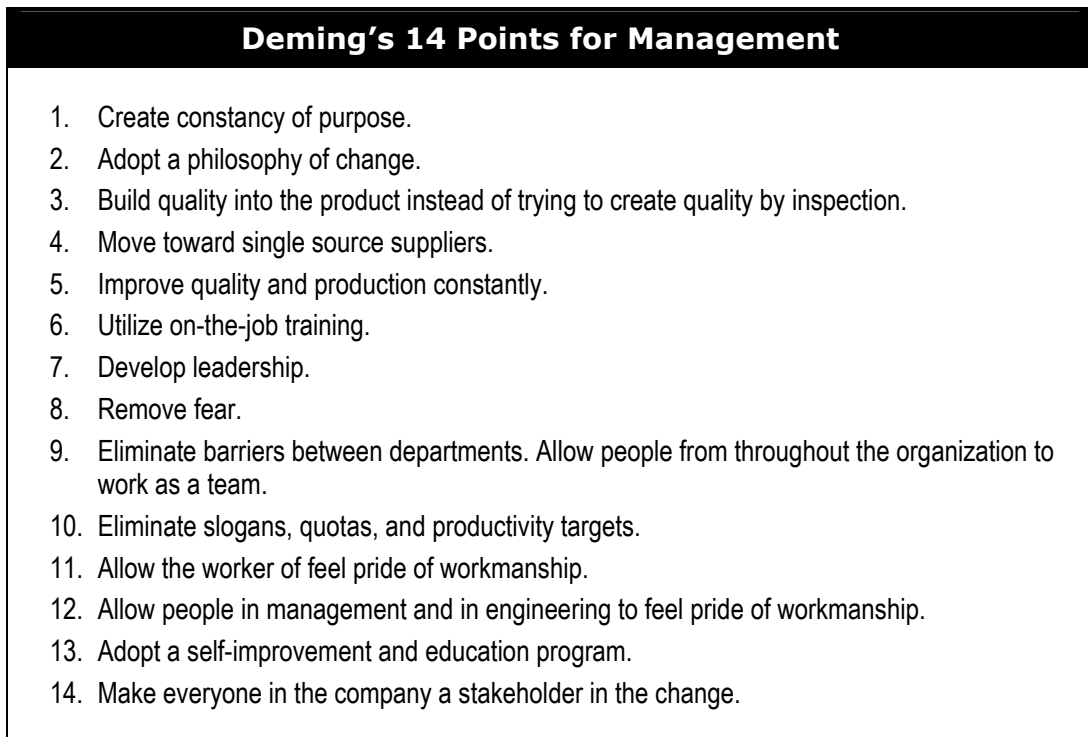 Deming’s 14 Points for Management
1. Create constancy of purpose.
2. Adopt a philosophy of change.
3. Build quality into the product instead of trying to create quality by inspection.
4. Move toward single source suppliers.
5. Improve quality and production constantly.
6. Utilize on-the-job training.
7. Develop leadership.
8. Remove fear.
9. Eliminate barriers between departments. Allow people from throughout the organization to
work as a team.
10. Eliminate slogans, quotas, and productivity targets.
11. Allow the worker of feel pride of workmanship.
12. Allow people in management and in engineering to feel pride of workmanship.
13. Adopt a self-improvement and education program.
14. Make everyone in the company a stakeholder in the change.